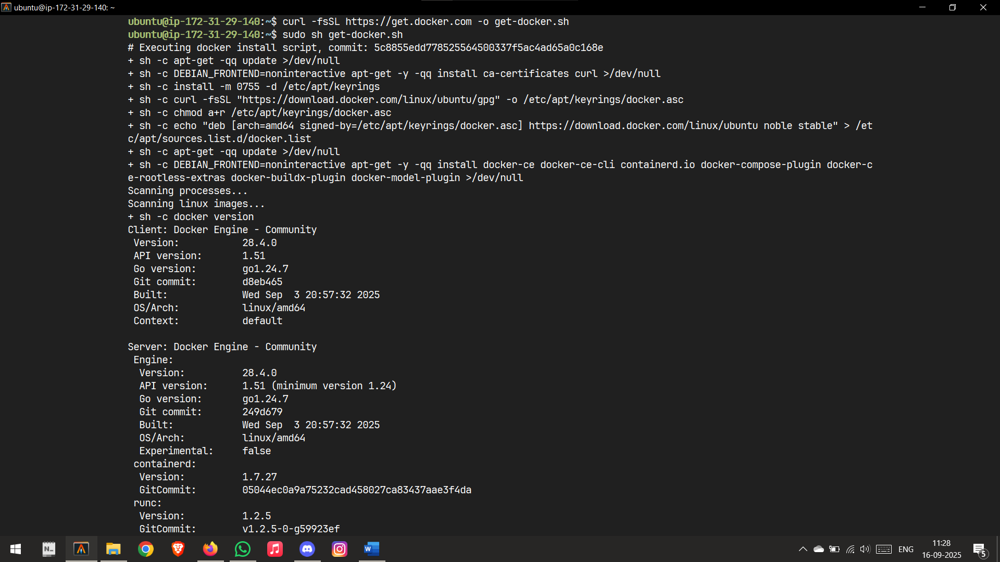 ubuntu@ip-172-31-29-140: ~
ubuntu@ip-172-31-29-140:~$ curl -fsSL https://get.docker.com -o get-docker.sh
ubuntu@ip-172-31-29-140:~$ sudo sh get-docker.sh
# Executing docker install script, commit: 5c8855edd778525564500337f5ac4ad65a0c168e
+ sh -c apt-get -qq update >/dev/null
+ sh -c DEBIAN_FRONTEND=noninteractive apt-get -y -qq install ca-certificates curl >/dev/null
+ sh -c install -m 0755 -d /etc/apt/keyrings
+ sh -c curl -fsSL "https://download.docker.com/linux/ubuntu/gpg" -o /etc/apt/keyrings/docker.asc
+ sh -c chmod a+r /etc/apt/keyrings/docker.asc
+ sh -c echo "deb [arch=amd64 signed-by=/etc/apt/keyrings/docker.asc] https://download.docker.com/linux/ubuntu noble stable" > /et
c/apt/sources.list.d/docker.list
+ sh -c apt-get -qq update >/dev/null
+ sh -c DEBIAN_FRONTEND=noninteractive apt-get -y -qq install docker-ce docker-ce-cli containerd.io docker-compose-plugin docker-c
e-rootless-extras docker-buildx-plugin docker-model-plugin >/dev/null
Scanning processes...
Scanning linux images...
+ sh -c docker version
Client: Docker Engine - Community
 Version:           28.4.0
 API version:       1.51
 Go version:        go1.24.7
 Git commit:        d8eb465
 Built:             Wed Sep  3 20:57:32 2025
 OS/Arch:           linux/amd64
 Context:           default

Server: Docker Engine - Community
 Engine:
  Version:          28.4.0
  API version:      1.51 (minimum version 1.24)
  Go version:       go1.24.7
  Git commit:       249d679
  Built:            Wed Sep  3 20:57:32 2025
  OS/Arch:          linux/amd64
  Experimental:     false
 containerd:
  Version:          1.7.27
  GitCommit:        05044ec0a9a75232cad458027ca83437aae3f4da
 runc:
  Version:          1.2.5
  GitCommit:        v1.2.5-0-g59923ef
N_
W
ENG
11:28
16-09-2025
5